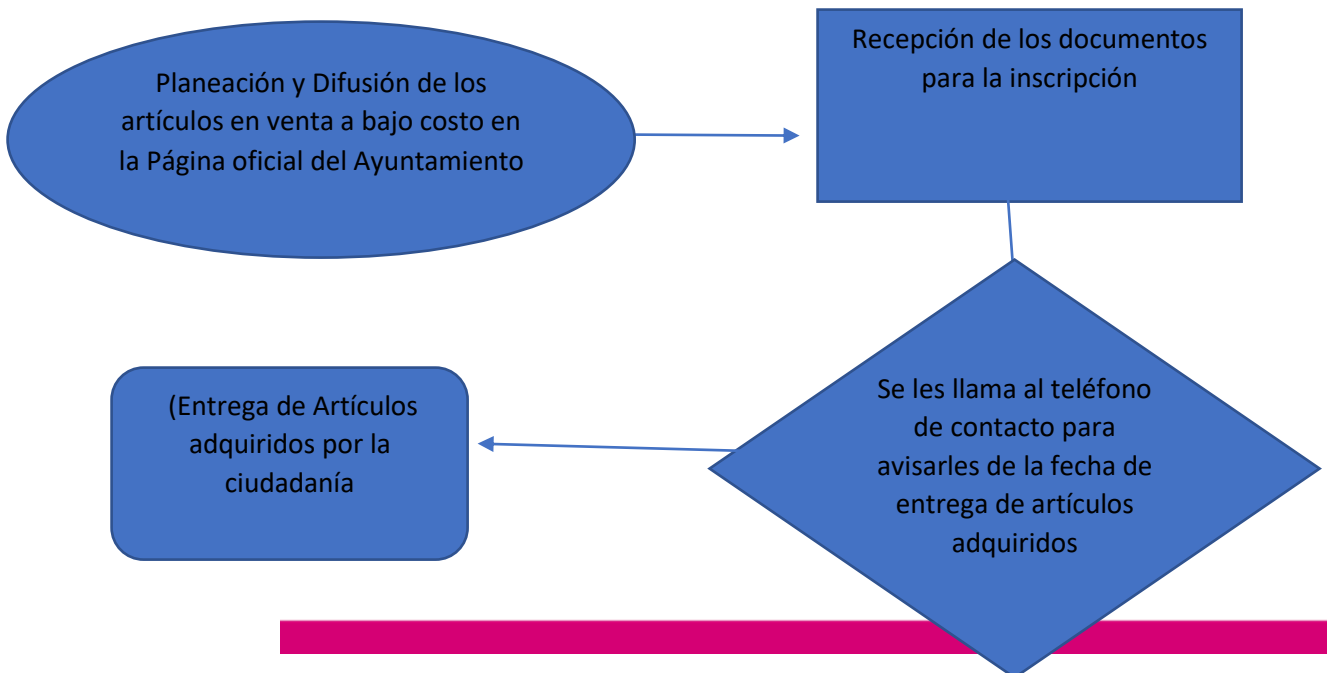 Planeación y Difusión de los
artículos en venta a bajo costo en
la Página oficial del Ayuntamiento
Recepción de los documentos
para la inscripción
Se les llama al teléfono
de contacto para
avisarles de la fecha de
entrega de artículos
adquiridos
(Entrega de Artículos
adquiridos por la
ciudadanía